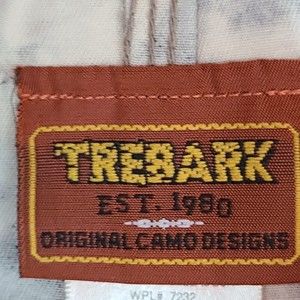 TREBARK
EST. 1980
ORIGINAL CAMO DESIGNS
WPL# 7232